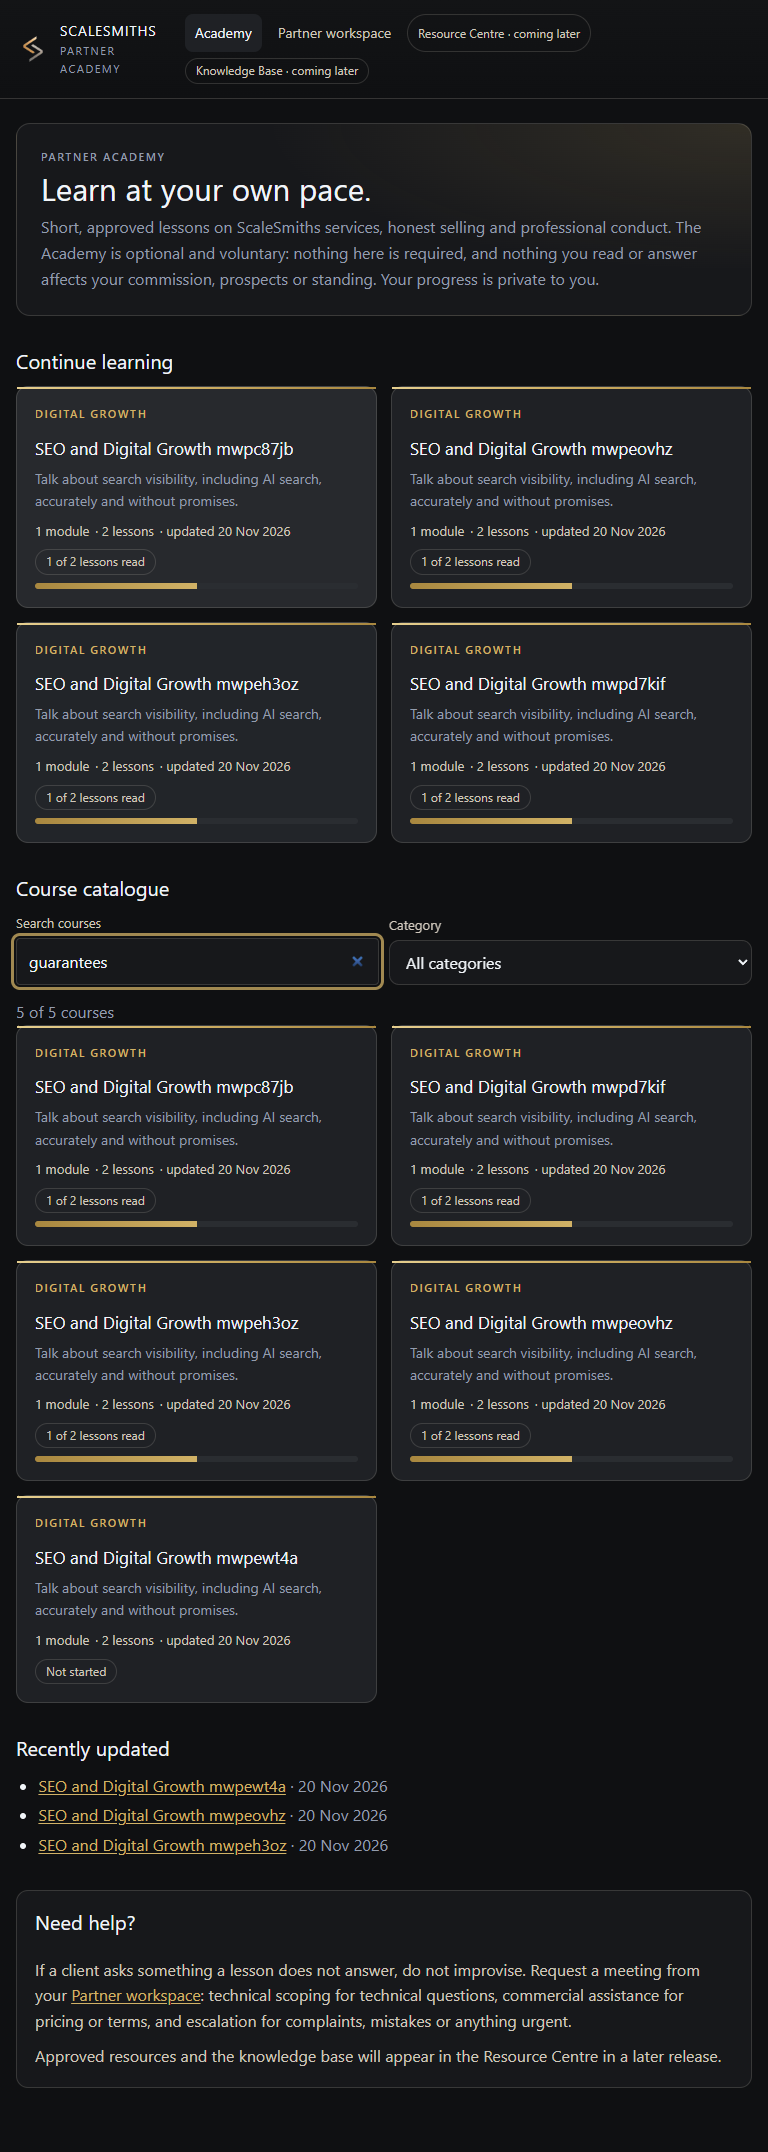 SCALESMITHS
PARTNER
ACADEMY
Academy
Partner workspace
Resource Centre · coming later
Knowledge Base · coming later
PARTNER ACADEMY
Learn at your own pace.
Short, approved lessons on ScaleSmiths services, honest selling and professional conduct. The
Academy is optional and voluntary: nothing here is required, and nothing you read or answer
affects your commission, prospects or standing. Your progress is private to you.
Continue learning
DIGITAL GROWTH
SEO and Digital Growth mwpc87jb
Talk about search visibility, including AI search,
accurately and without promises.
1 module · 2 lessons · updated 20 Nov 2026
1 of 2 lessons read
DIGITAL GROWTH
SEO and Digital Growth mwpeovhz
Talk about search visibility, including AI search,
accurately and without promises.
1 module · 2 lessons · updated 20 Nov 2026
1 of 2 lessons read
DIGITAL GROWTH
SEO and Digital Growth mwpeh3oz
Talk about search visibility, including AI search,
accurately and without promises.
1 module · 2 lessons · updated 20 Nov 2026
1 of 2 lessons read
DIGITAL GROWTH
SEO and Digital Growth mwpd7kif
Talk about search visibility, including AI search,
accurately and without promises.
1 module · 2 lessons · updated 20 Nov 2026
1 of 2 lessons read
Course catalogue
Search courses
guarantees
Category
All categories
5 of 5 courses
DIGITAL GROWTH
SEO and Digital Growth mwpc87jb
Talk about search visibility, including AI search,
accurately and without promises.
1 module · 2 lessons · updated 20 Nov 2026
1 of 2 lessons read
DIGITAL GROWTH
SEO and Digital Growth mwpd7kif
Talk about search visibility, including AI search,
accurately and without promises.
1 module · 2 lessons · updated 20 Nov 2026
1 of 2 lessons read
DIGITAL GROWTH
SEO and Digital Growth mwpeh3oz
Talk about search visibility, including AI search,
accurately and without promises.
1 module · 2 lessons · updated 20 Nov 2026
1 of 2 lessons read
DIGITAL GROWTH
SEO and Digital Growth mwpeovhz
Talk about search visibility, including AI search,
accurately and without promises.
1 module · 2 lessons · updated 20 Nov 2026
1 of 2 lessons read
DIGITAL GROWTH
SEO and Digital Growth mwpewt4a
Talk about search visibility, including AI search,
accurately and without promises.
1 module · 2 lessons · updated 20 Nov 2026
Not started
Recently updated
SEO and Digital Growth mwpewt4a · 20 Nov 2026
SEO and Digital Growth mwpeovhz · 20 Nov 2026
SEO and Digital Growth mwpeh3oz · 20 Nov 2026
Need help?
If a client asks something a lesson does not answer, do not improvise. Request a meeting from
your Partner workspace: technical scoping for technical questions, commercial assistance for
pricing or terms, and escalation for complaints, mistakes or anything urgent.
Approved resources and the knowledge base will appear in the Resource Centre in a later release.